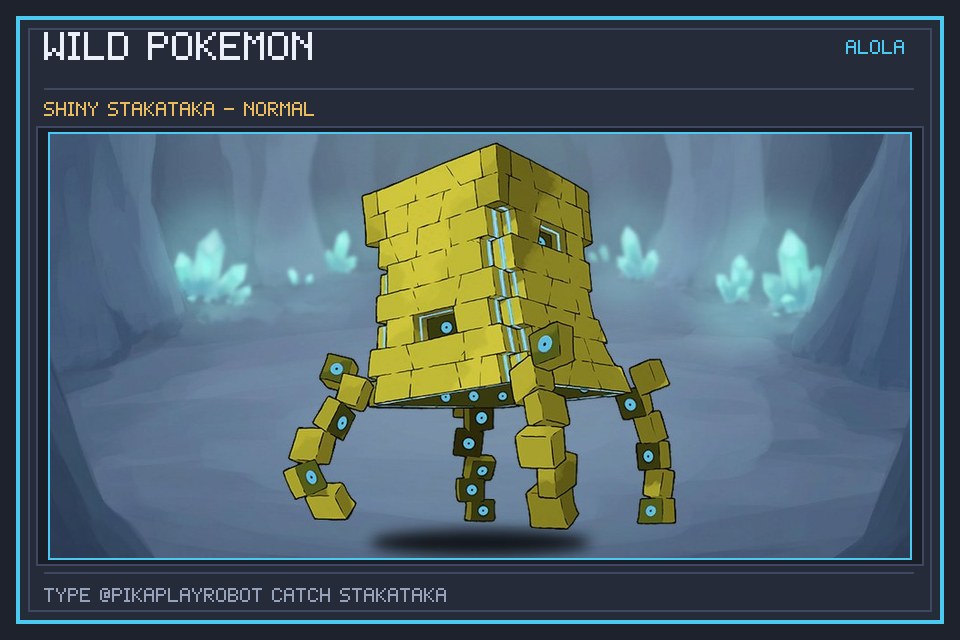 WILD POKEMON
ALOLA
SHINY STAKATAKA - NORMAL
TYPE @PIKAPLAYROBOT CATCH STAKATAKA